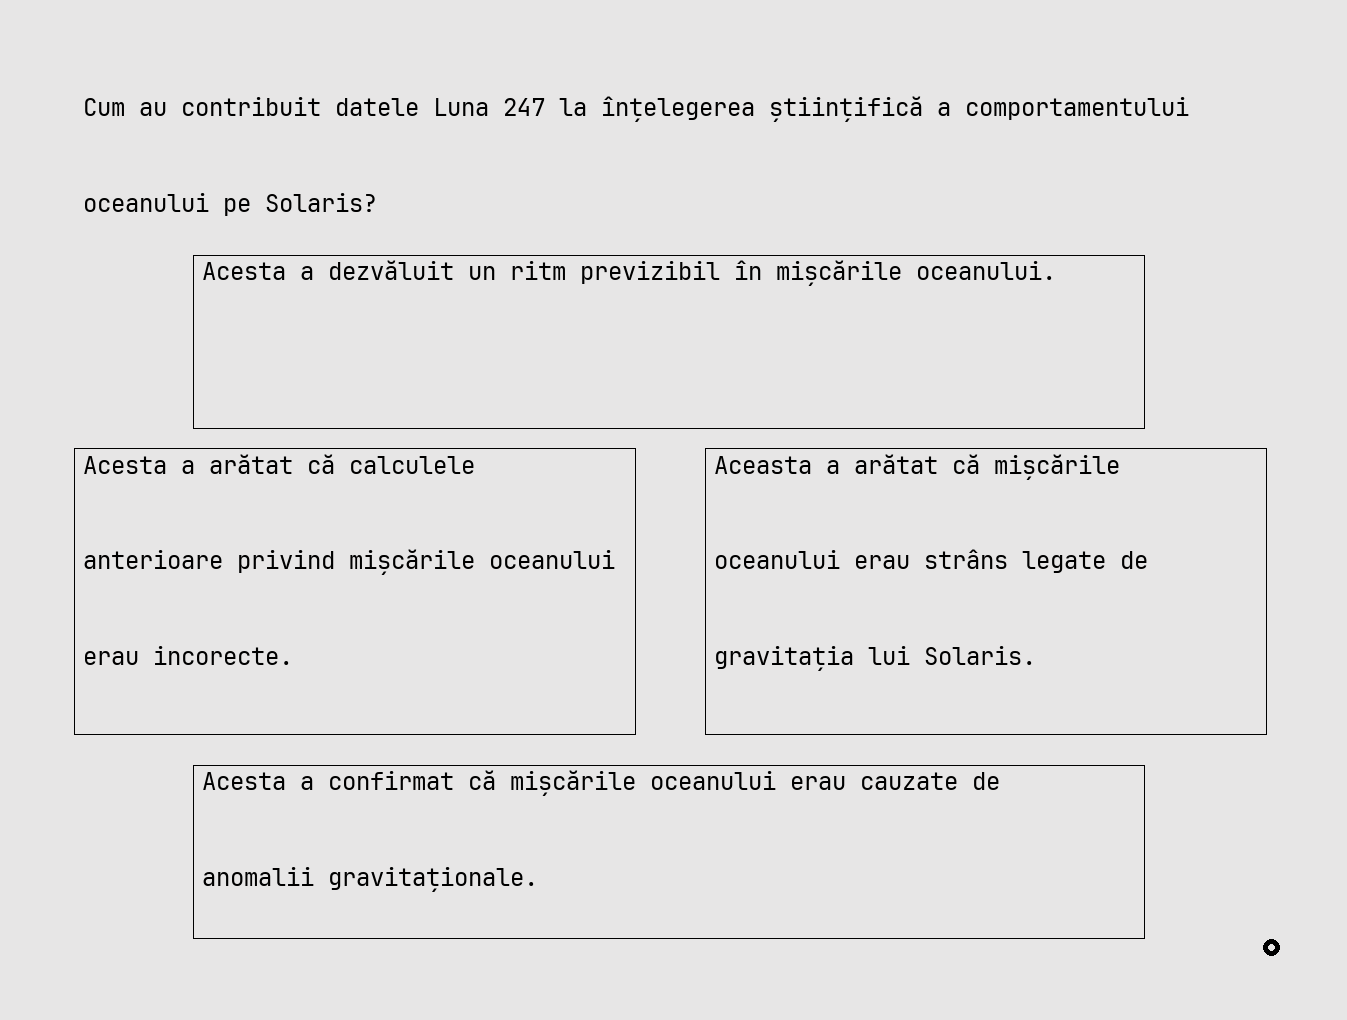 Cum au contribuit datele Luna 247 la înțelegerea științifică a comportamentului
oceanului pe Solaris?
Acesta a dezvăluit un ritm previzibil în mișcările oceanului.
Acesta a arătat că calculele
anterioare privind mișcările oceanului
erau incorecte.
Aceasta a arătat că mișcările
oceanului erau strâns legate de
gravitația lui Solaris.
Acesta a confirmat că mișcările oceanului erau cauzate de
anomalii gravitaționale.